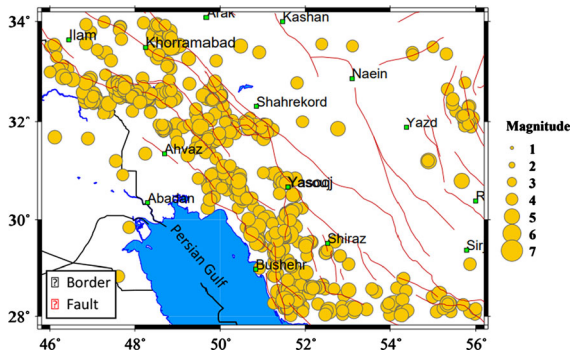 34°
32°
30°
28°
46°
48°
50°
52°
54°
56°
Arak
Kashan
Ilam
Khorramabad
Naein
Shahrekord
Yazd
Ahvaz
Yasouj
Abadan
R
Shiraz
Sir
Persian Gulf
Bushehr
Border
Fault
Magnitude
1
2
3
4
5
6
7